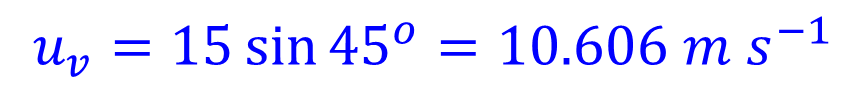 u_v = 15 sin 45^o = 10.606 m s^{-1}